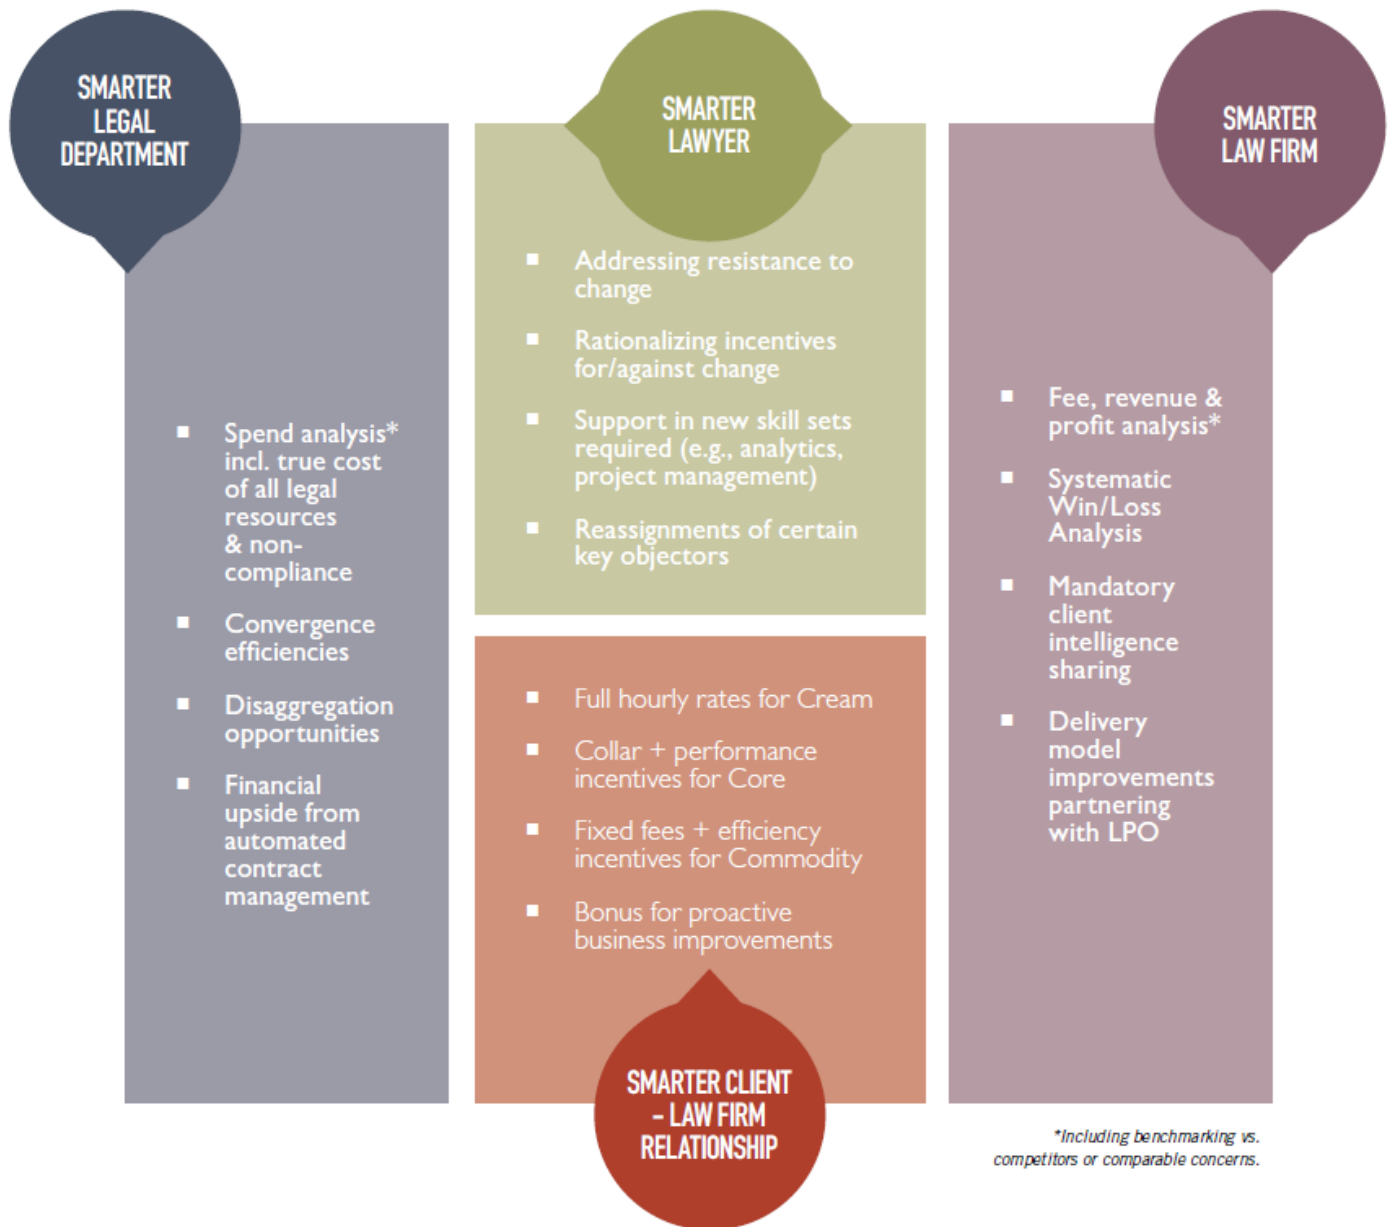 SMARTER
LEGAL
DEPARTMENT
■ Spend analysis*
incl. true cost
of all legal
resources
& non-
compliance
■ Convergence
efficiencies
■ Disaggregation
opportunities
■ Financial
upside from
automated
contract
management
SMARTER
LAWYER
■ Addressing resistance to
change
■ Rationalizing incentives
for/against change
■ Support in new skill sets
required (e.g., analytics,
project management)
■ Reassignments of certain
key objectors
■ Full hourly rates for Cream
■ Collar + performance
incentives for Core
■ Fixed fees + efficiency
incentives for Commodity
■ Bonus for proactive
business improvements
SMARTER CLIENT
– LAW FIRM
RELATIONSHIP
SMARTER
LAW FIRM
■ Fee, revenue &
profit analysis*
■ Systematic
Win/Loss
Analysis
■ Mandatory
client
intelligence
sharing
■ Delivery
model
improvements
partnering
with LPO
*Including benchmarking vs.
competitors or comparable concerns.